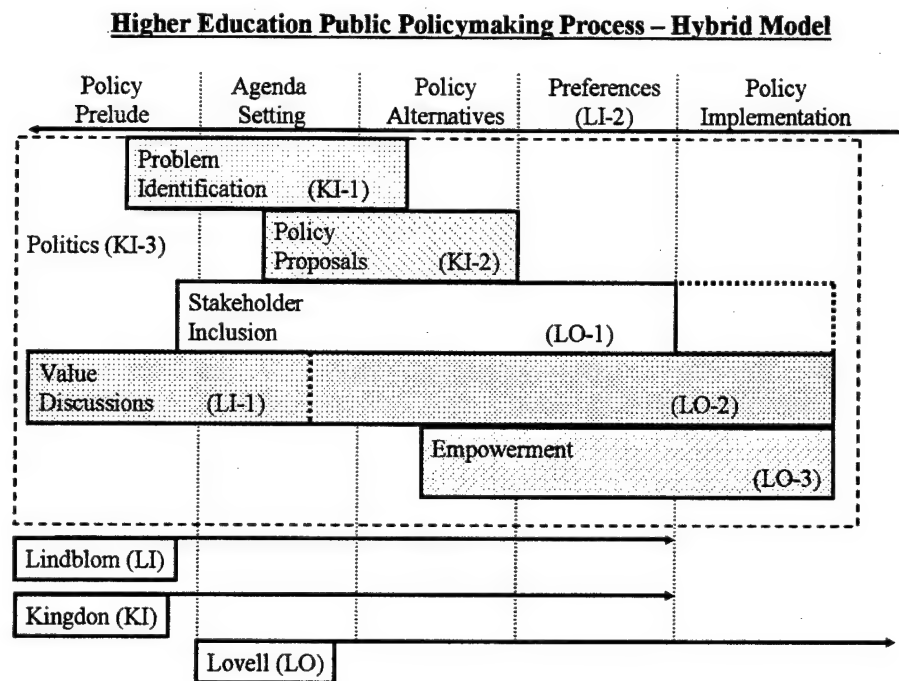 Higher Education Public Policymaking Process – Hybrid Model
Policy Prelude
Agenda Setting
Policy Alternatives
Preferences (LI-2)
Policy Implementation
Problem
Identification (KI-1)
Politics (KI-3)
Policy
Proposals (KI-2)
Stakeholder
Inclusion (LO-1)
Value
Discussions (LI-1)
(LO-2)
Empowerment
(LO-3)
Lindblom (LI)
Kingdon (KI)
Lovell (LO)